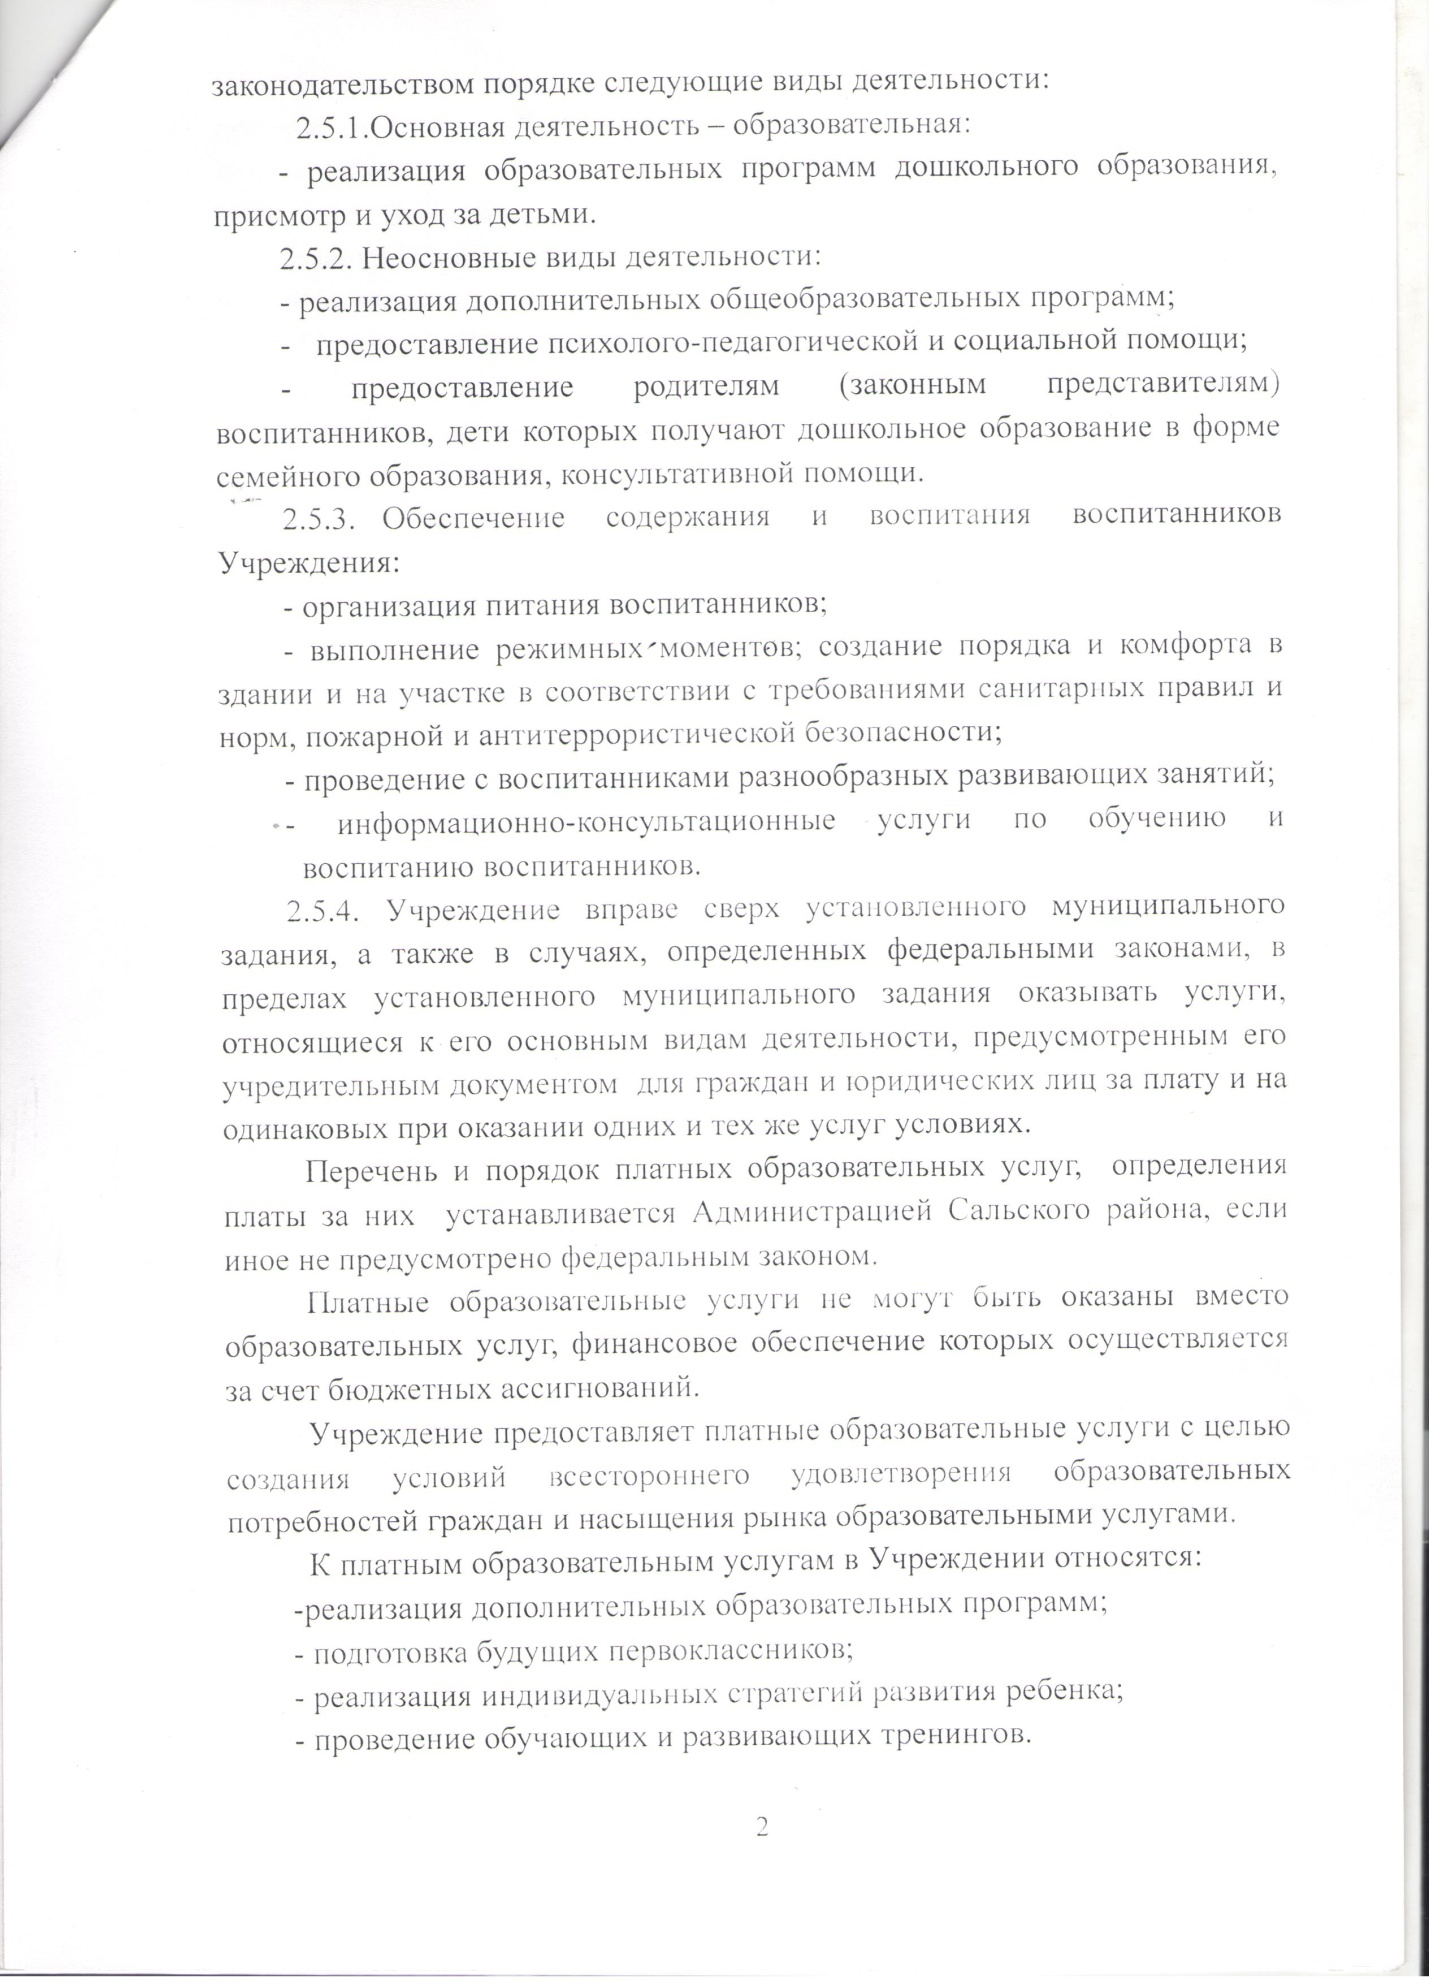 законодательством порядке следующие виды деятельности:
2.5.1.Основная деятельность – образовательная:
- реализация образовательных программ дошкольного образования,
присмотр и уход за детьми.
2.5.2. Неосновные виды деятельности:
- реализация дополнительных общеобразовательных программ;
- предоставление психолого-педагогической и социальной помощи;
- предоставление родителям (законным представителям)
воспитанников, дети которых получают дошкольное образование в форме
семейного образования, консультативной помощи.
2.5.3. Обеспечение содержания и воспитания воспитанников
Учреждения:
- организация питания воспитанников;
- выполнение режимных моментов; создание порядка и комфорта в
здании и на участке в соответствии с требованиями санитарных правил и
норм, пожарной и антитеррористической безопасности;
- проведение с воспитанниками разнообразных развивающих занятий;
- информационно-консультационные услуги по обучению и
воспитанию воспитанников.
2.5.4. Учреждение вправе сверх установленного муниципального
задания, а также в случаях, определенных федеральными законами, в
пределах установленного муниципального задания оказывать услуги,
относящиеся к его основным видам деятельности, предусмотренным его
учредительным документом для граждан и юридических лиц за плату и на
одинаковых при оказании одних и тех же услуг условиях.
Перечень и порядок платных образовательных услуг, определения
платы за них устанавливается Администрацией Сальского района, если
иное не предусмотрено федеральным законом.
Платные образовательные услуги не могут быть оказаны вместо
образовательных услуг, финансовое обеспечение которых осуществляется
за счет бюджетных ассигнований.
Учреждение предоставляет платные образовательные услуги с целью
создания условий всестороннего удовлетворения образовательных
потребностей граждан и насыщения рынка образовательными услугами.
К платным образовательным услугам в Учреждении относятся:
-реализация дополнительных образовательных программ;
- подготовка будущих первоклассников;
- реализация индивидуальных стратегий развития ребенка;
- проведение обучающих и развивающих тренингов.
2